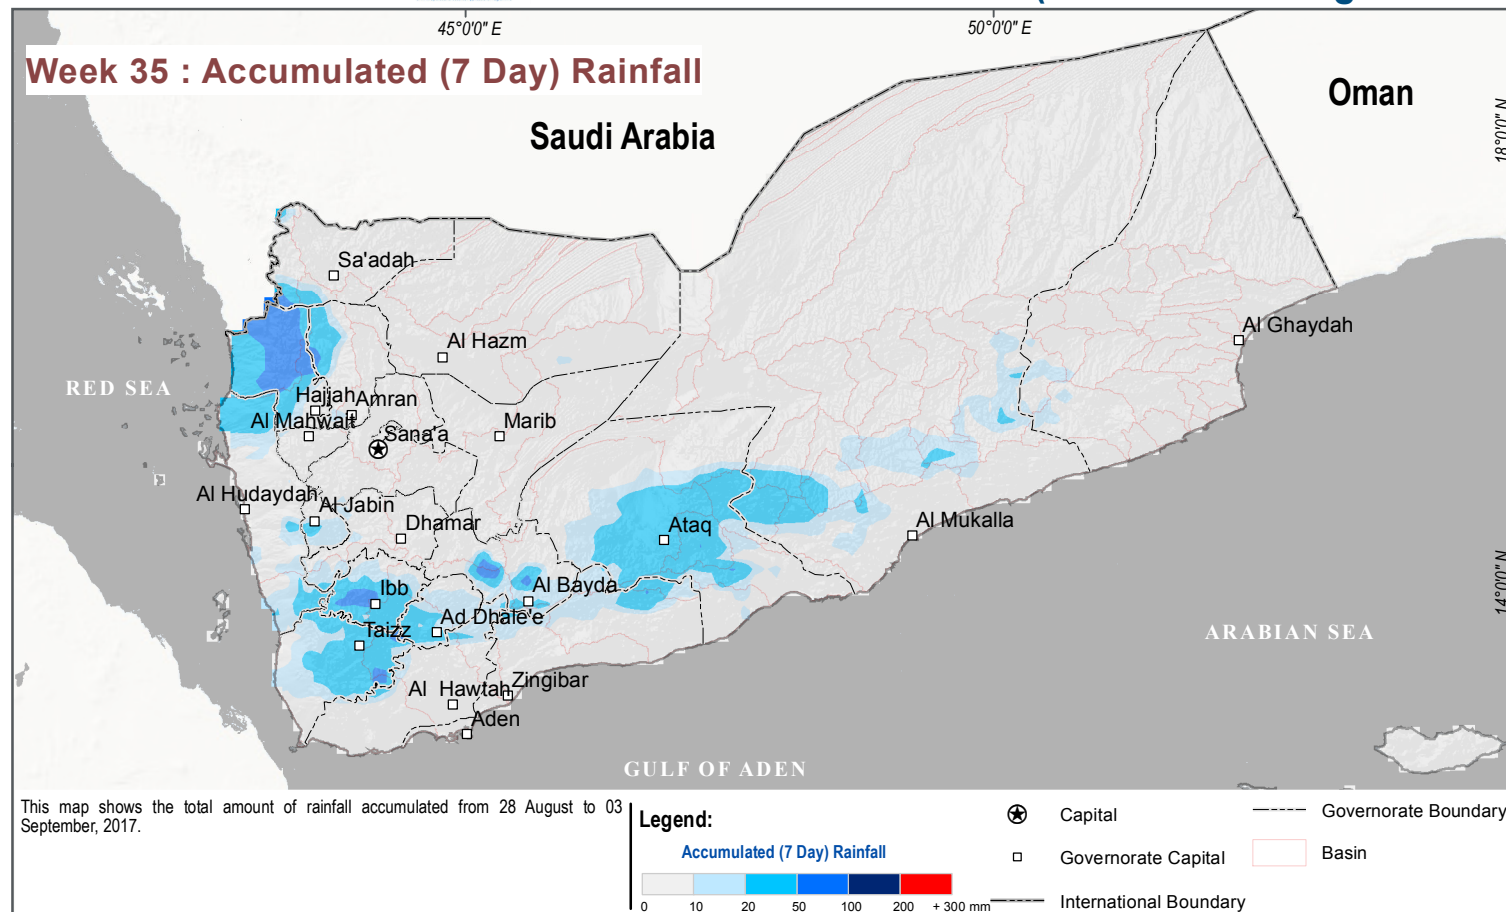 45°0'0" E
50°0'0" E
Week 35 : Accumulated (7 Day) Rainfall
Oman
Saudi Arabia
18°0'0" N
Sa'adah
Al Ghaydah
Al Hazm
RED SEA
Hajjah
Amran
Al Mahwait
Marib
Sana'a
Al Hudaydah
Al Jabin
Dhamar
Ataq
Al Mukalla
Ibb
Al Bayda
14°0'0" N
Ad Dhale'e
Taizz
ARABIAN SEA
Al Hawtah
Zingibar
Aden
GULF OF ADEN
This map shows the total amount of rainfall accumulated from 28 August to 03
September, 2017.
Legend:
Accumulated (7 Day) Rainfall
0 10 20 50 100 200 + 300 mm
Capital
Governorate Capital
International Boundary
Governorate Boundary
Basin